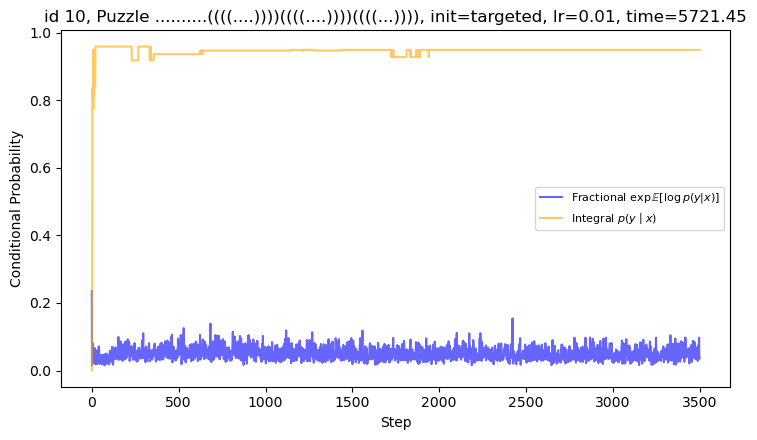 id 10, Puzzle ..........((((....))))((((....))))((((...)))), init=targeted, lr=0.01, time=5721.45
1.0
0.8
0.6
0.4
0.2
0.0
Conditional Probability
Fractional exp𝔼[log p(y|x)]
Integral p(y | x)
0 500 1000 1500 2000 2500 3000 3500
Step